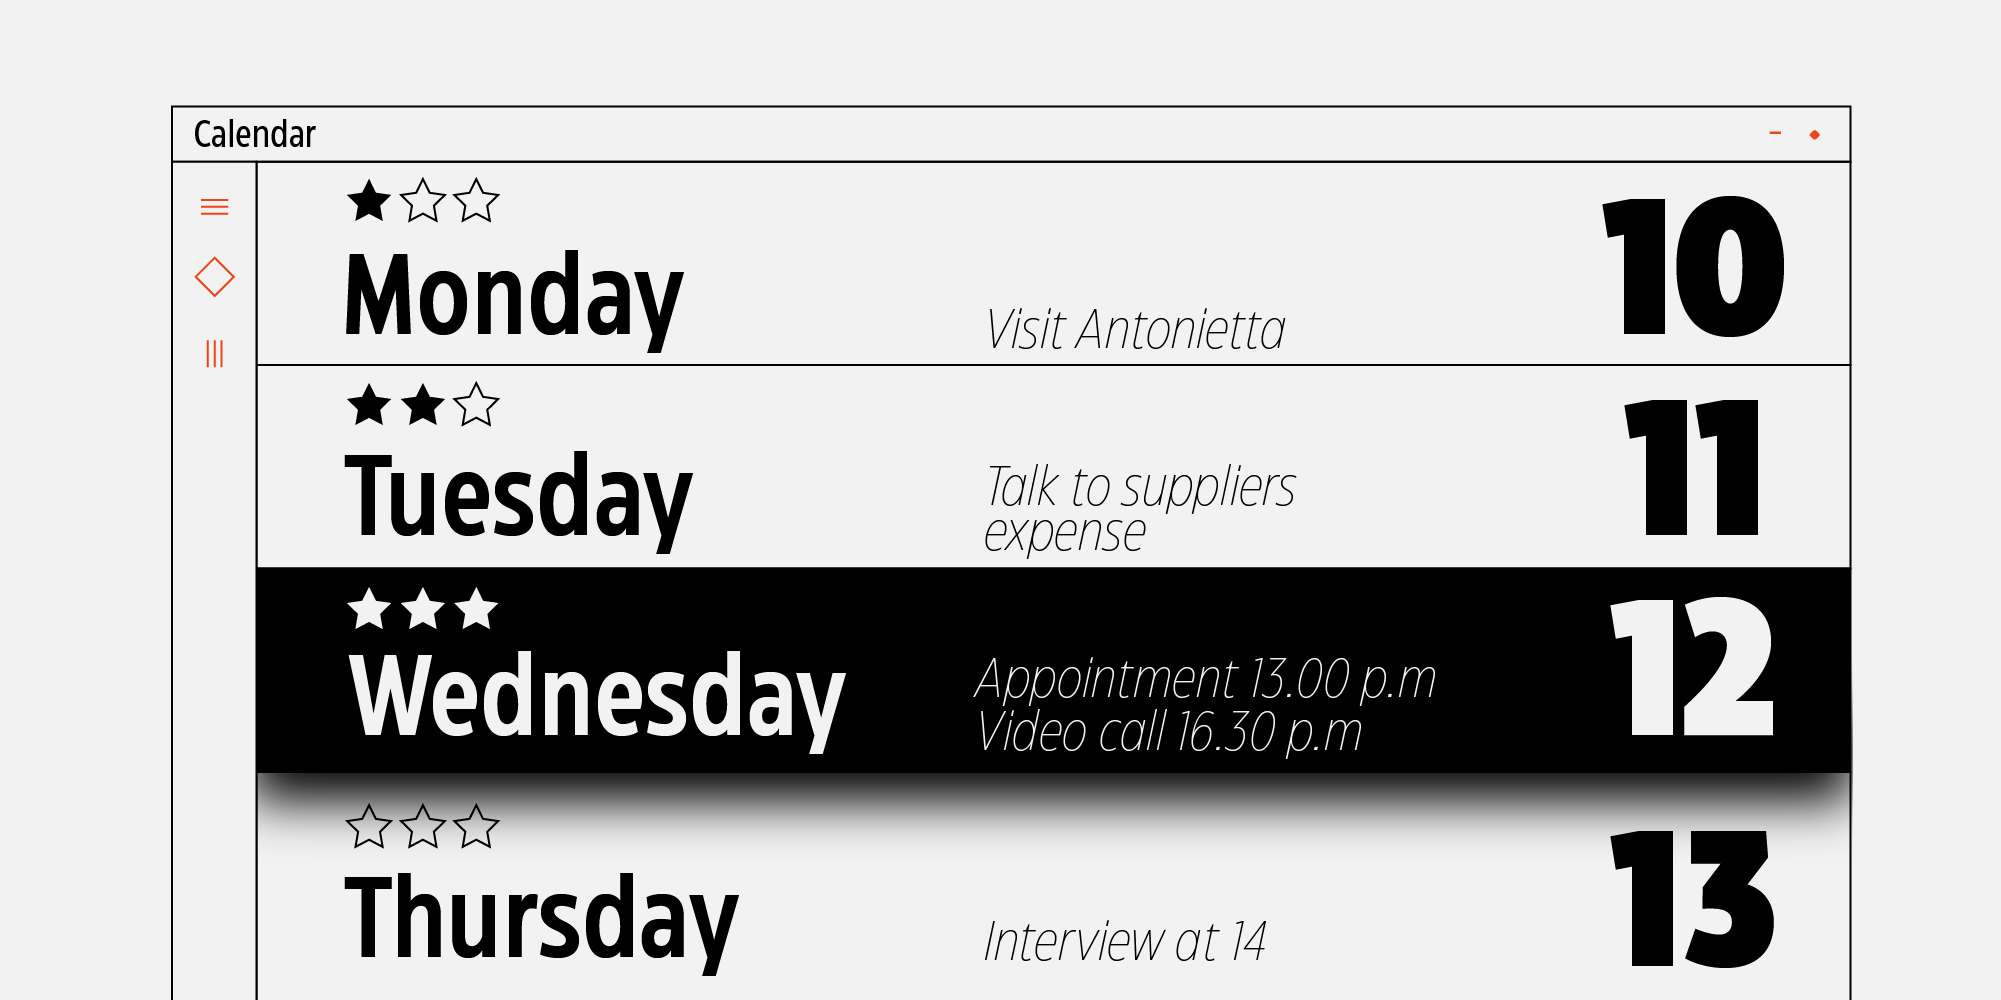 Calendar
Monday
Visit Antonietta
10
Tuesday
Talk to suppliers
expense
11
Wednesday
Appointment 13.00 p.m
Video call 16.30 p.m
12
Thursday
Interview at 14
13